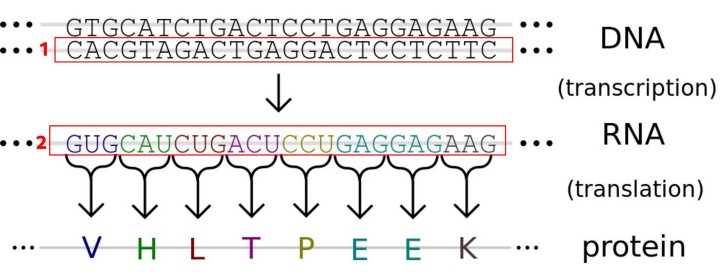 ••• GTGCATCTGACTCCTGAGGAGAAG ••• DNA
•••1 CACGTAGACTGAGGACTCCTCTTC •••
(transcription)
•••2 GUGCAUCUGACUCCUGAGGAGAAG ••• RNA
(translation)
••• V H L T P E E K ••• protein